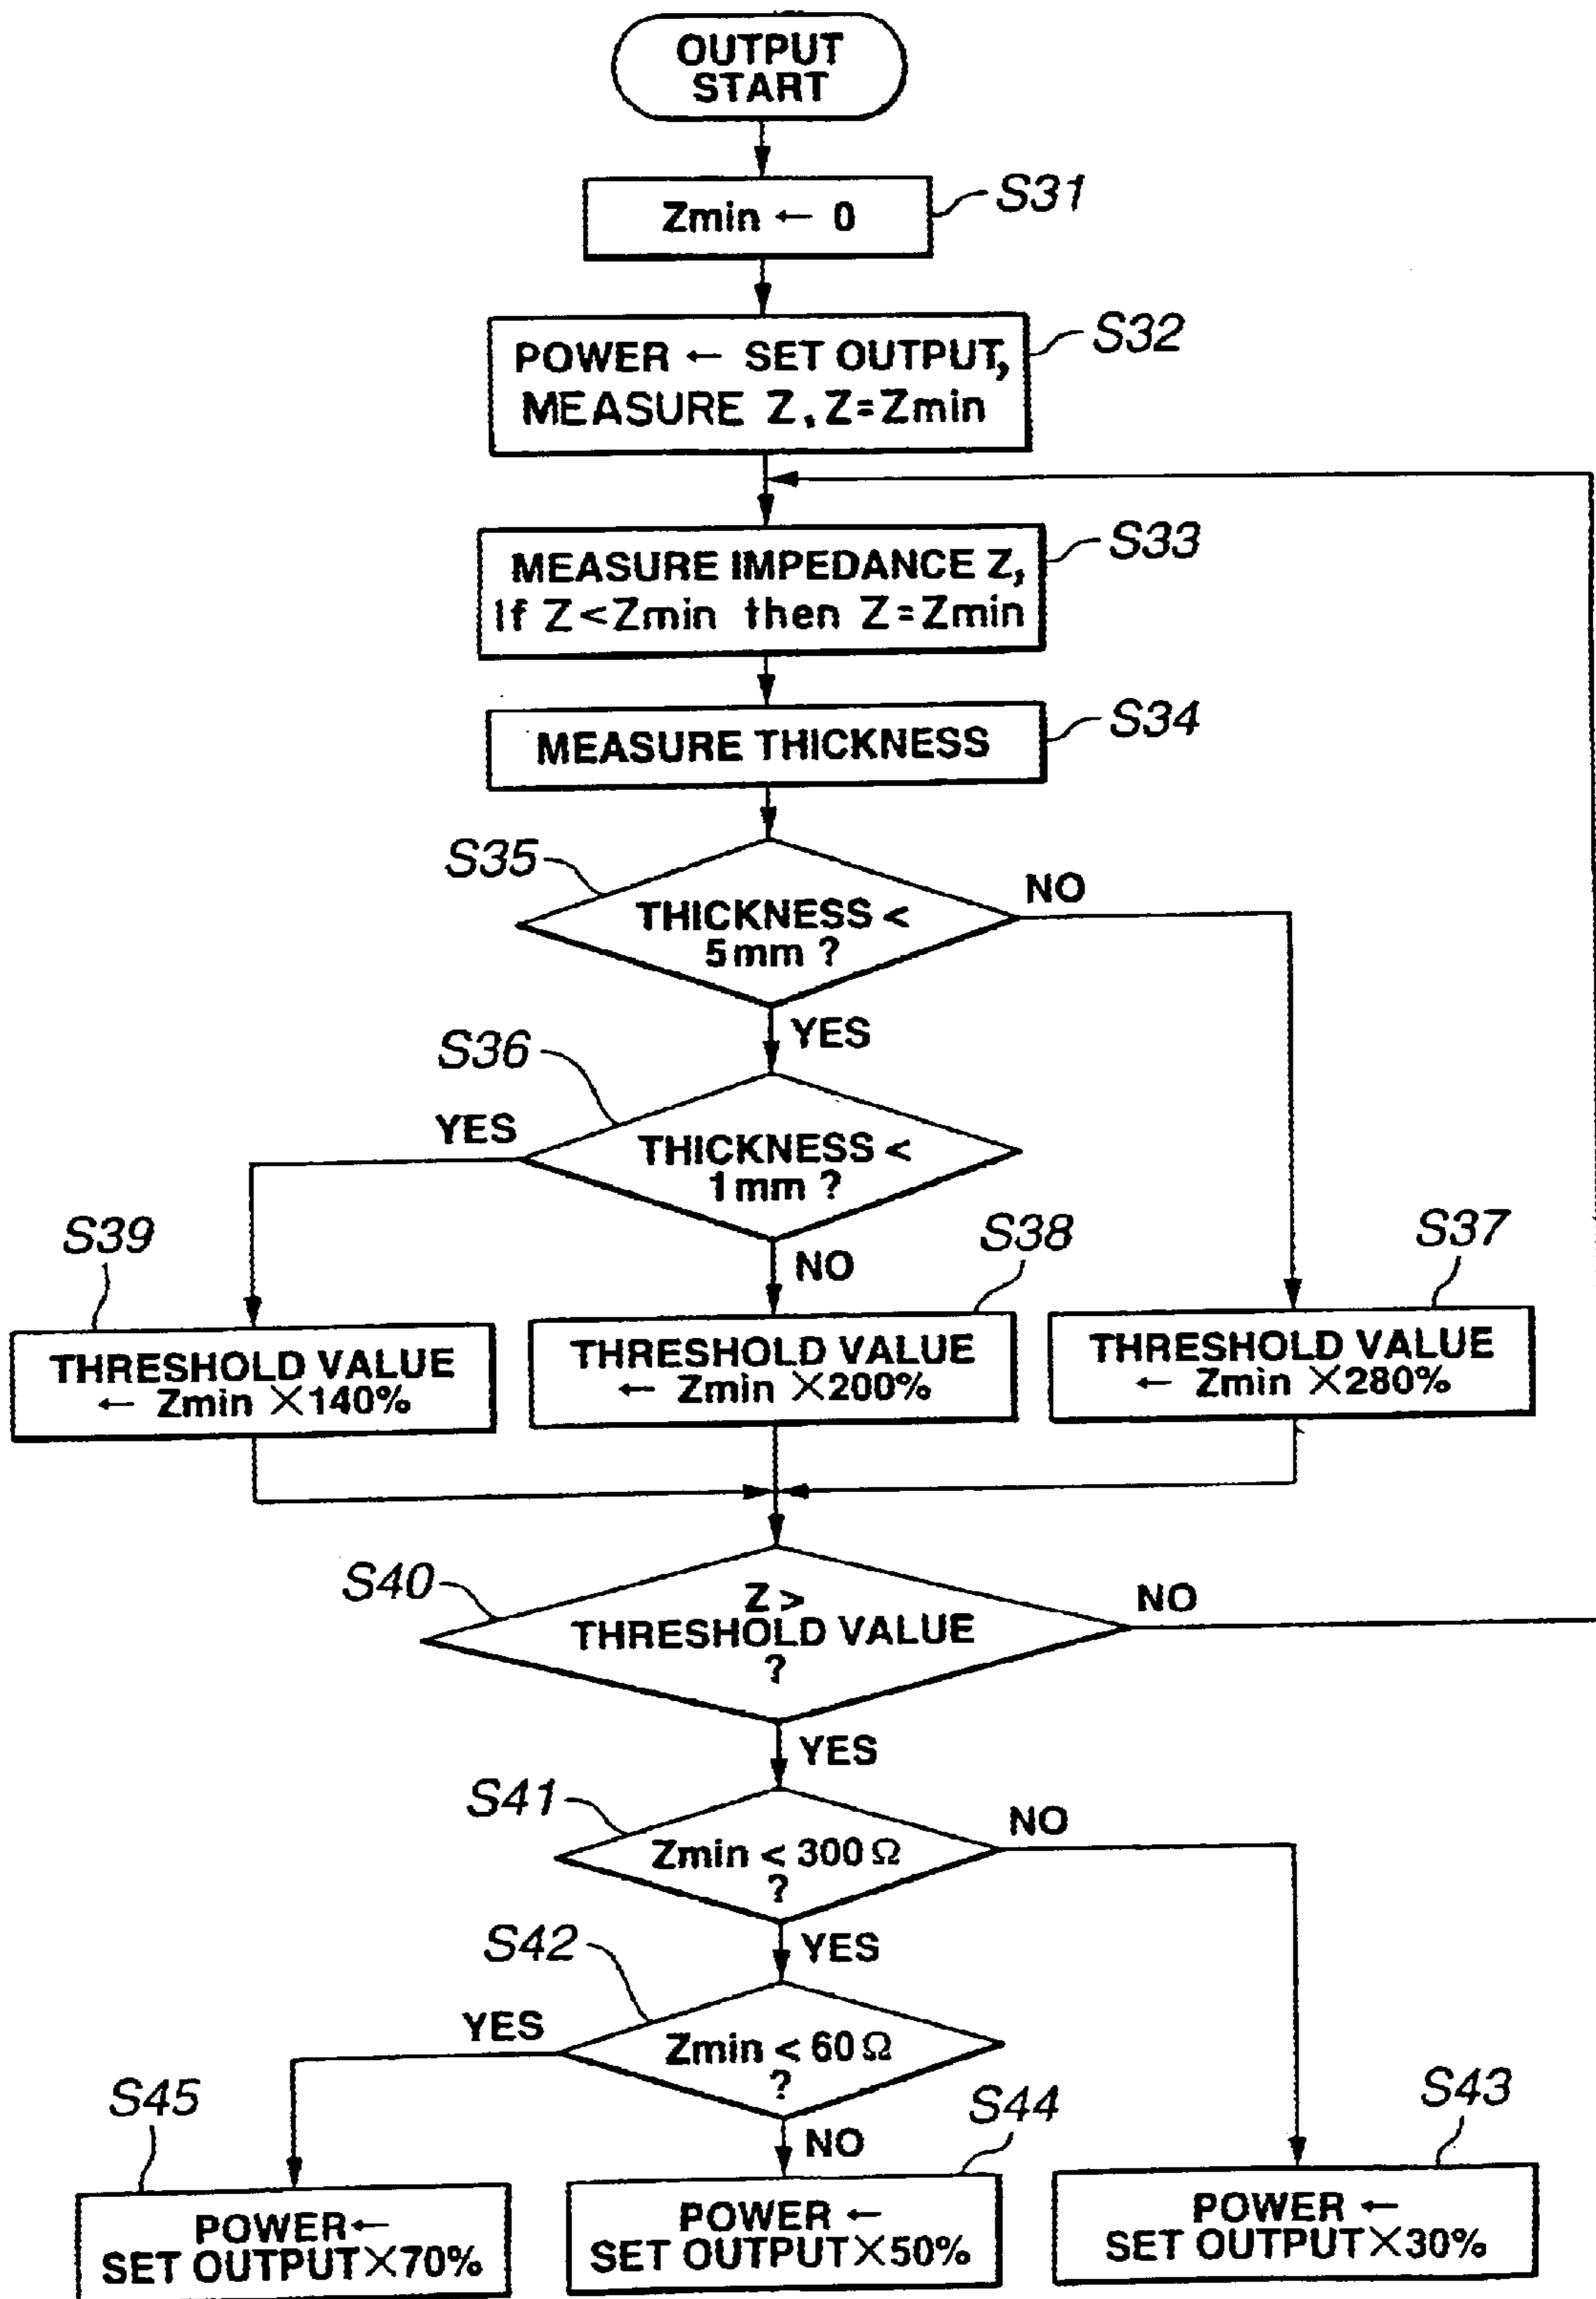 OUTPUT
START
Zmin ← 0
S31
POWER ← SET OUTPUT,
MEASURE Z, Z=Zmin
S32
MEASURE IMPEDANCE Z,
If Z<Zmin then Z=Zmin
S33
MEASURE THICKNESS
S34
S35
THICKNESS <
5mm ?
NO
YES
S36
YES
THICKNESS <
1mm ?
NO
S39
THRESHOLD VALUE
← Zmin ×140%
S38
THRESHOLD VALUE
← Zmin ×200%
S37
THRESHOLD VALUE
← Zmin ×280%
S40
Z >
THRESHOLD VALUE
?
NO
YES
S41
Zmin < 300 Ω
?
NO
YES
S42
YES
Zmin < 60 Ω
?
NO
S45
POWER←
SET OUTPUT×70%
S44
POWER ←
SET OUTPUT×50%
S43
POWER ←
SET OUTPUT×30%